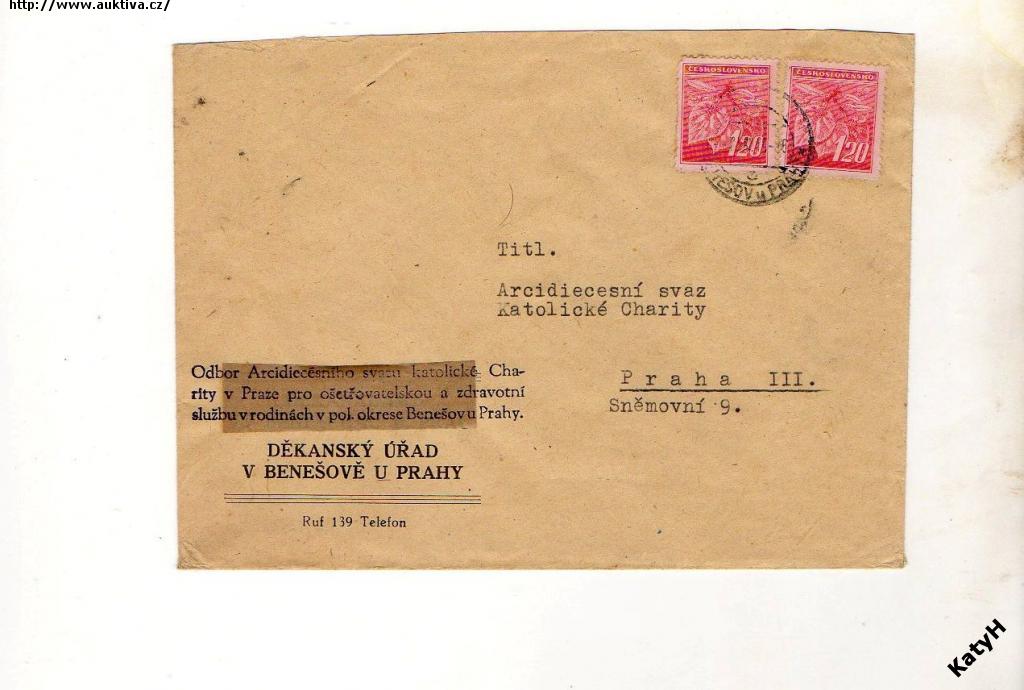 http://www.auktiva.cz/
ČESKOSLOVENSKO
ČESKOSLOVENSKO
1.20
1.20
BENEŠOV u PRAHY
Titl.
Arcidiecesní svaz
Katolické Charity
Praha III.
Sněmovní 9.
Odbor Arcidiecésního svazu katolické Cha-
rity v Praze pro ošetřovatelskou a zdravotní
službu v rodinách v pol. okrese Benešov u Prahy.
DĚKANSKÝ ÚŘAD
V BENEŠOVĚ U PRAHY
Ruf 139 Telefon
KatyH